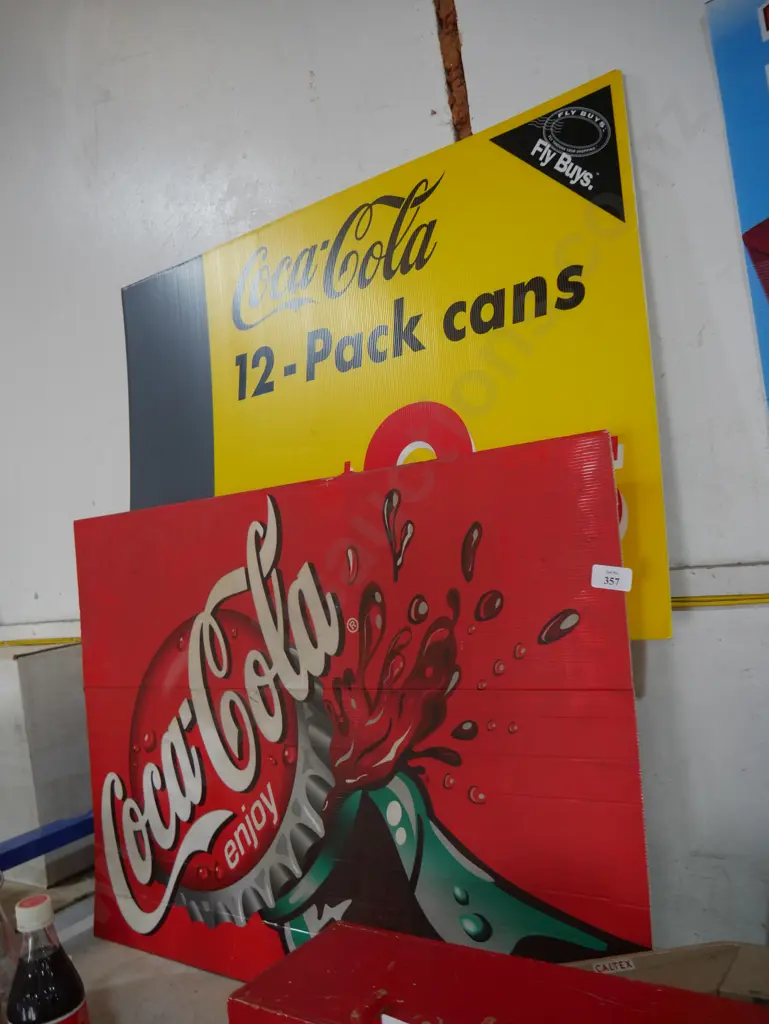 FLY BUYS.
Fly Buys.
Coca-Cola
12-Pack cans
357
Coca-Cola
®
enjoy
CALTEX